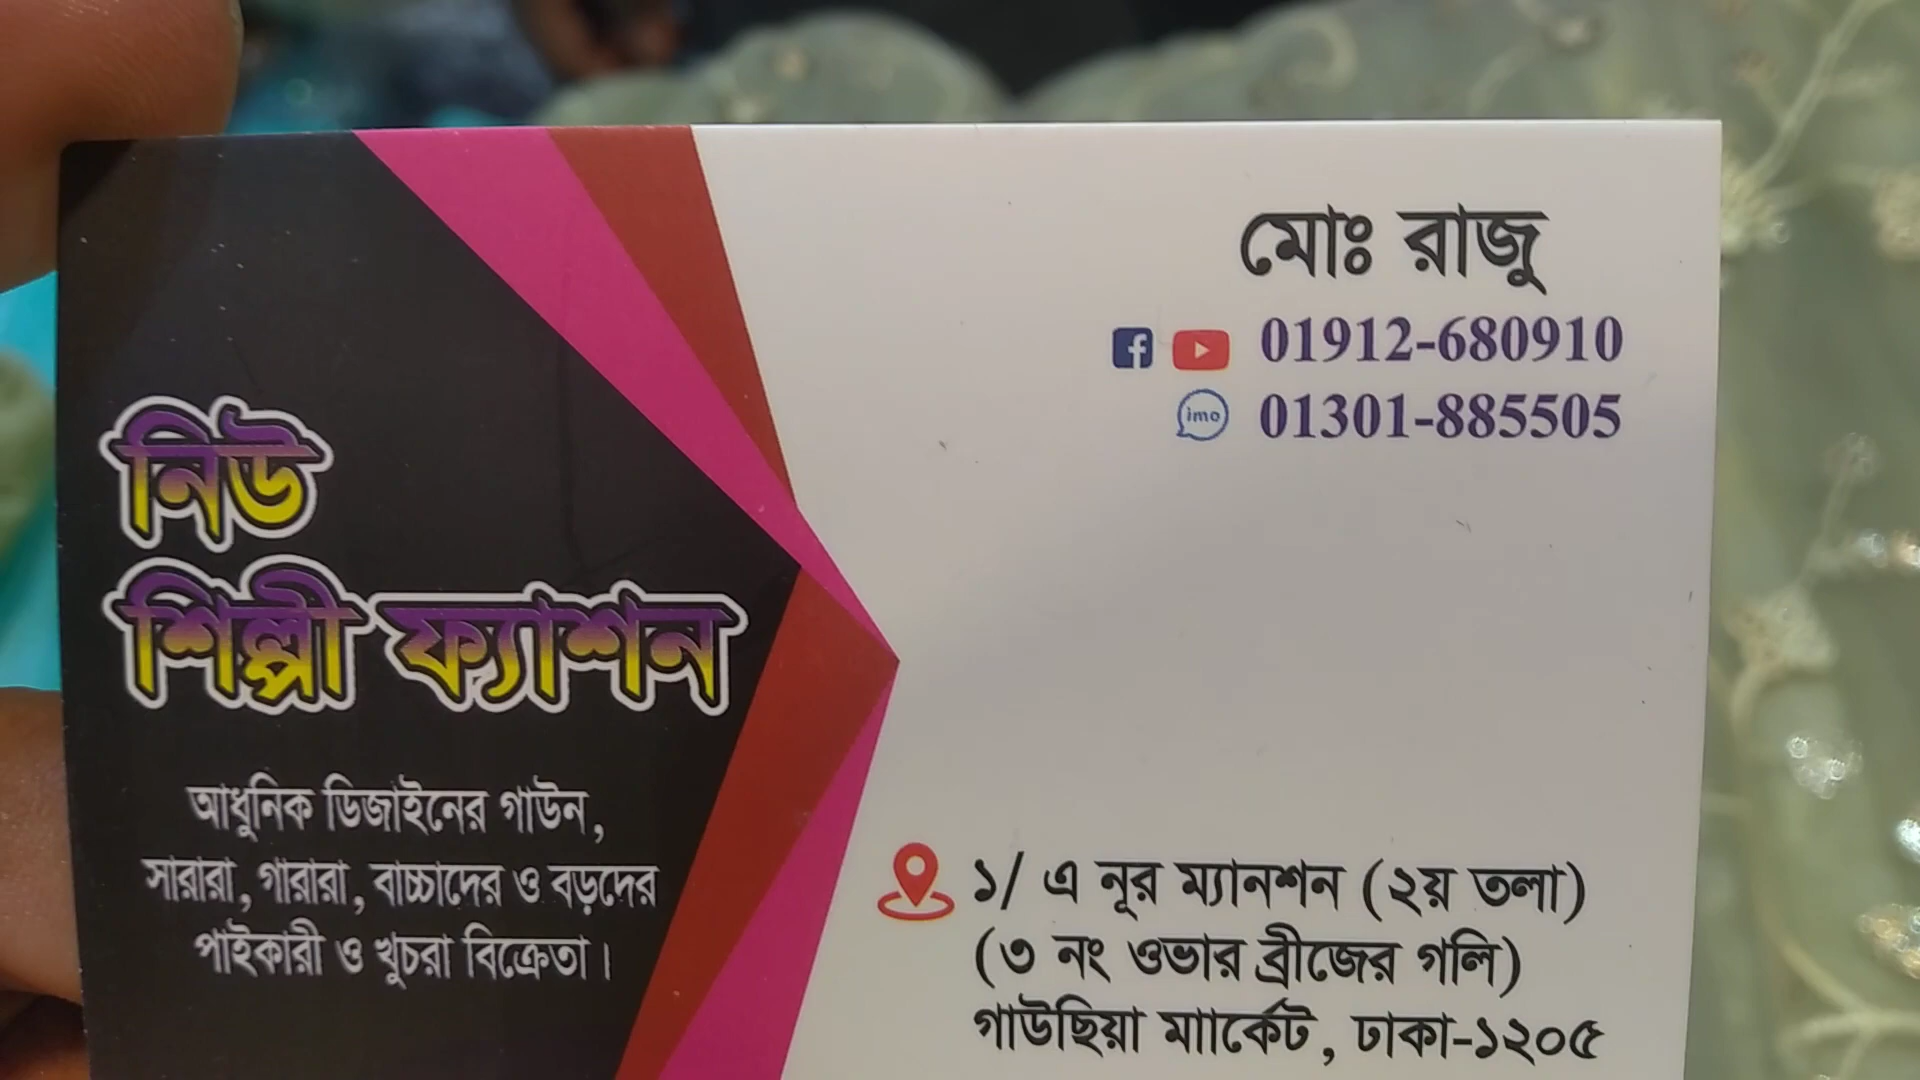 নিউ
শিল্পী ফ্যাশন
আধুনিক ডিজাইনের গাউন,
সারারা, গারারা, বাচ্চাদের ও বড়দের
পাইকারী ও খুচরা বিক্রেতা।
মোঃ রাজু
01912-680910
imo 01301-885505
১/ এ নূর ম্যানশন (২য় তলা)
(৩ নং ওভার ব্রীজের গলি)
গাউছিয়া মাার্কেট, ঢাকা-১২০৫